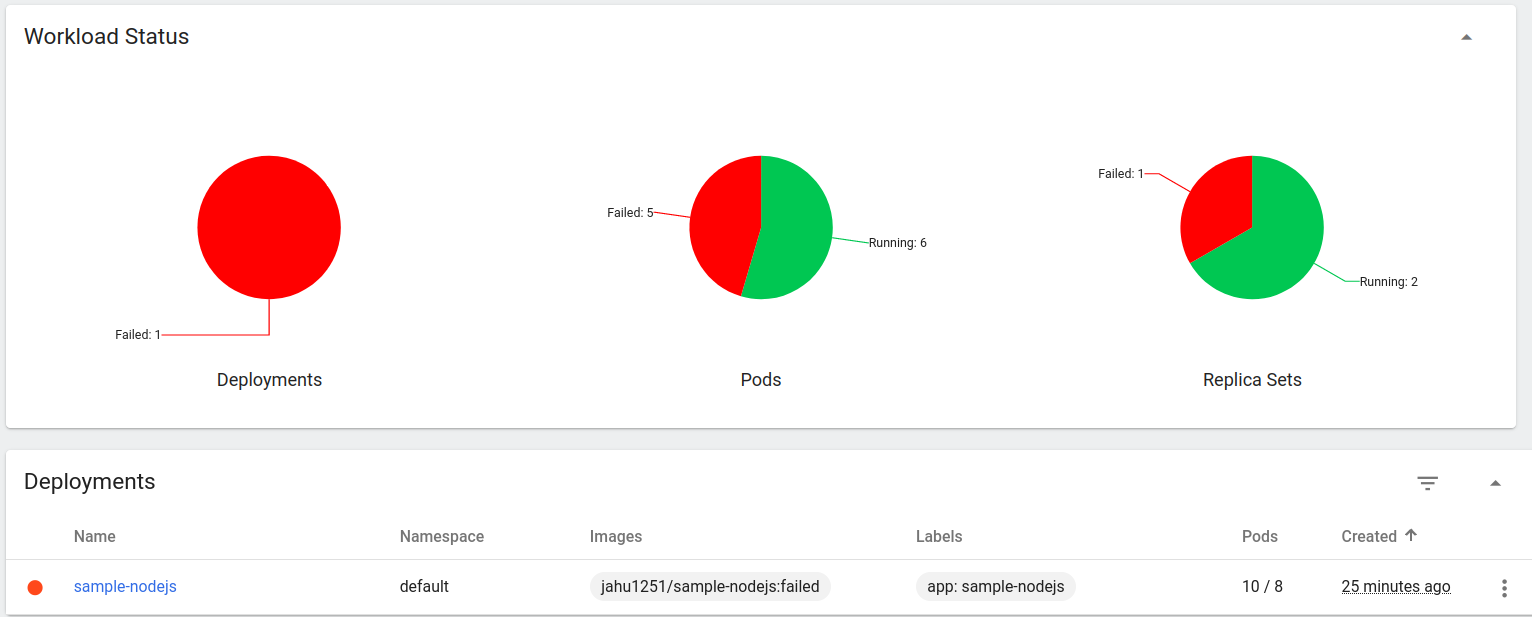 Workload Status
Failed: 1
Failed: 5
Running: 6
Failed: 1
Running: 2
Deployments
Pods
Replica Sets
Deployments
Name Namespace Images Labels Pods Created
sample-nodejs default jahu1251/sample-nodejs:failed app: sample-nodejs 10 / 8 25 minutes ago